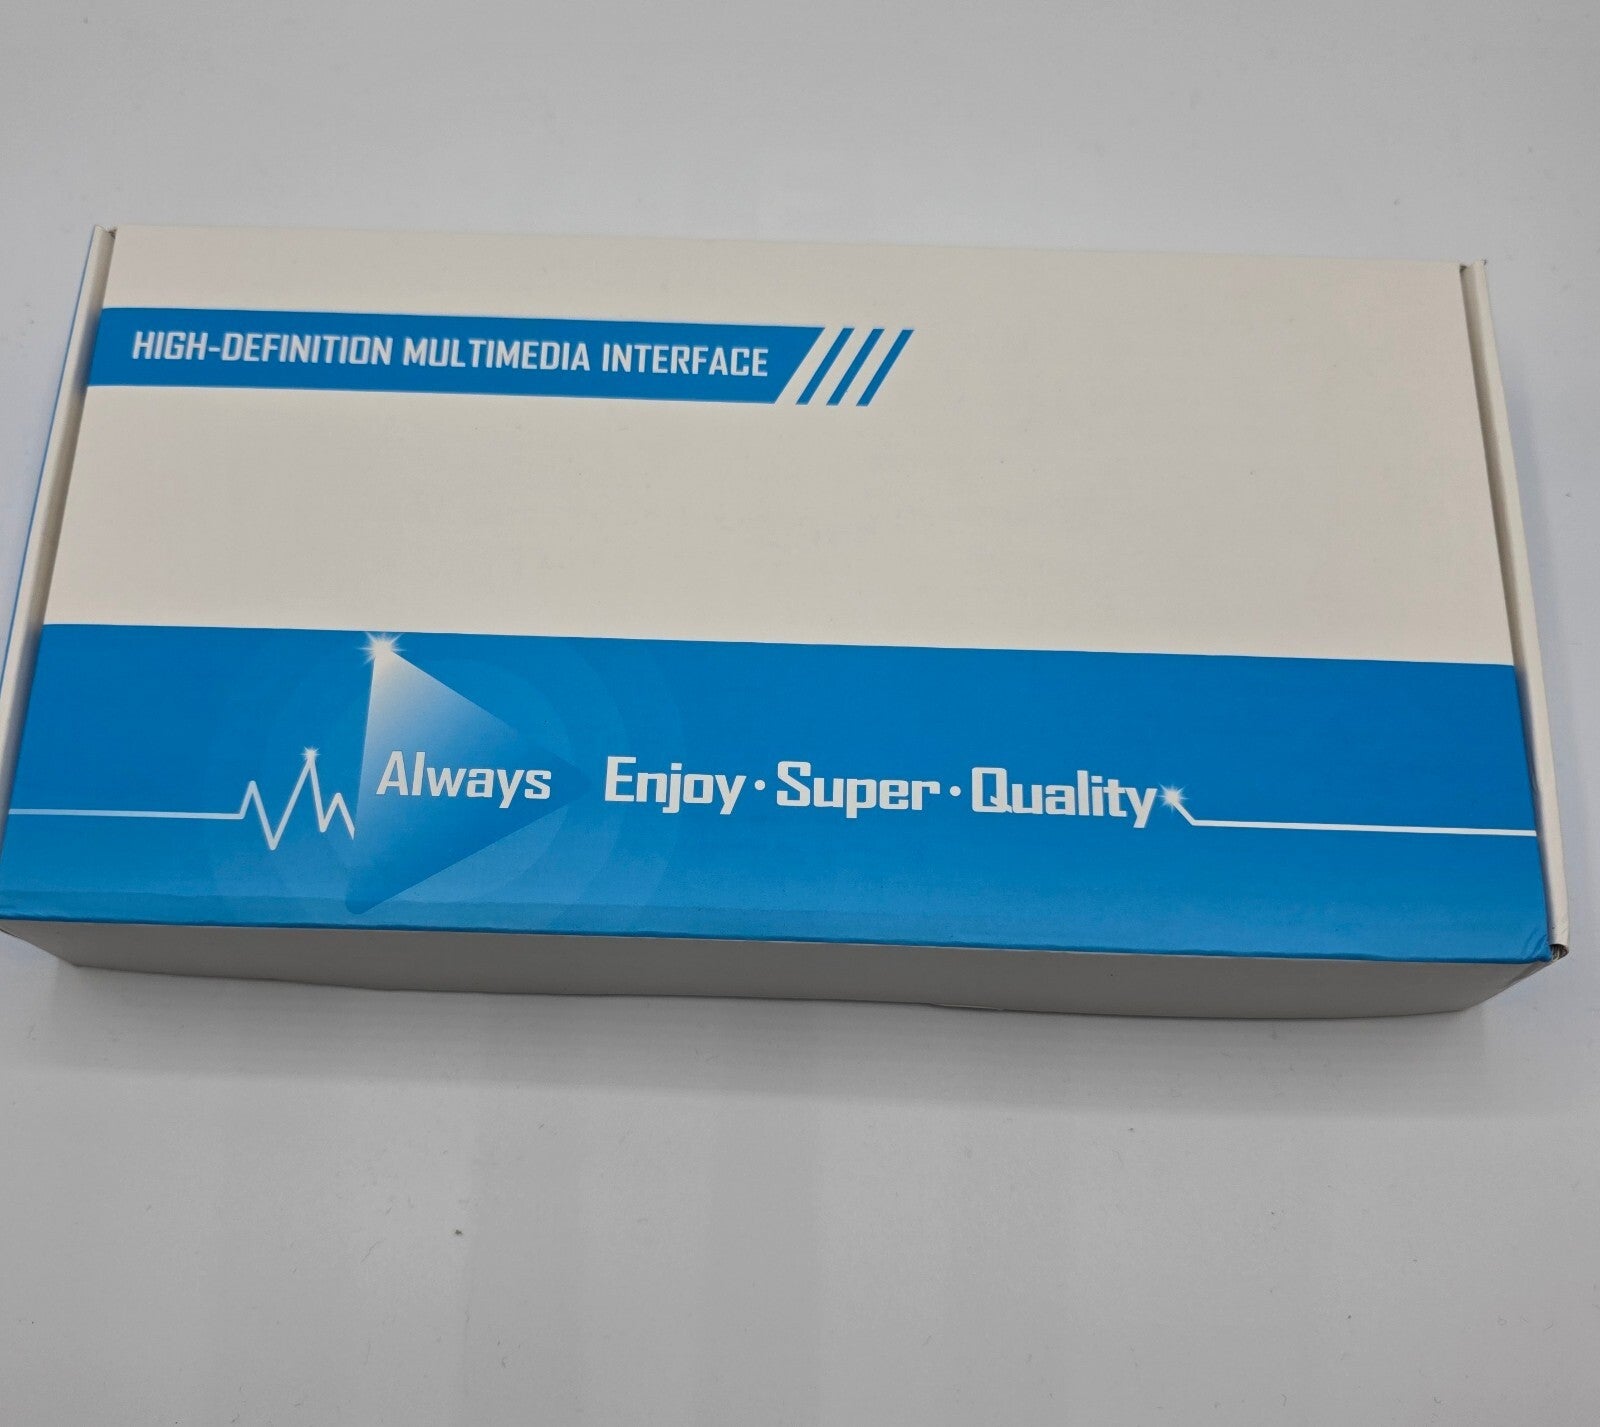 HIGH-DEFINITION MULTIMEDIA INTERFACE
Always Enjoy·Super·Quality